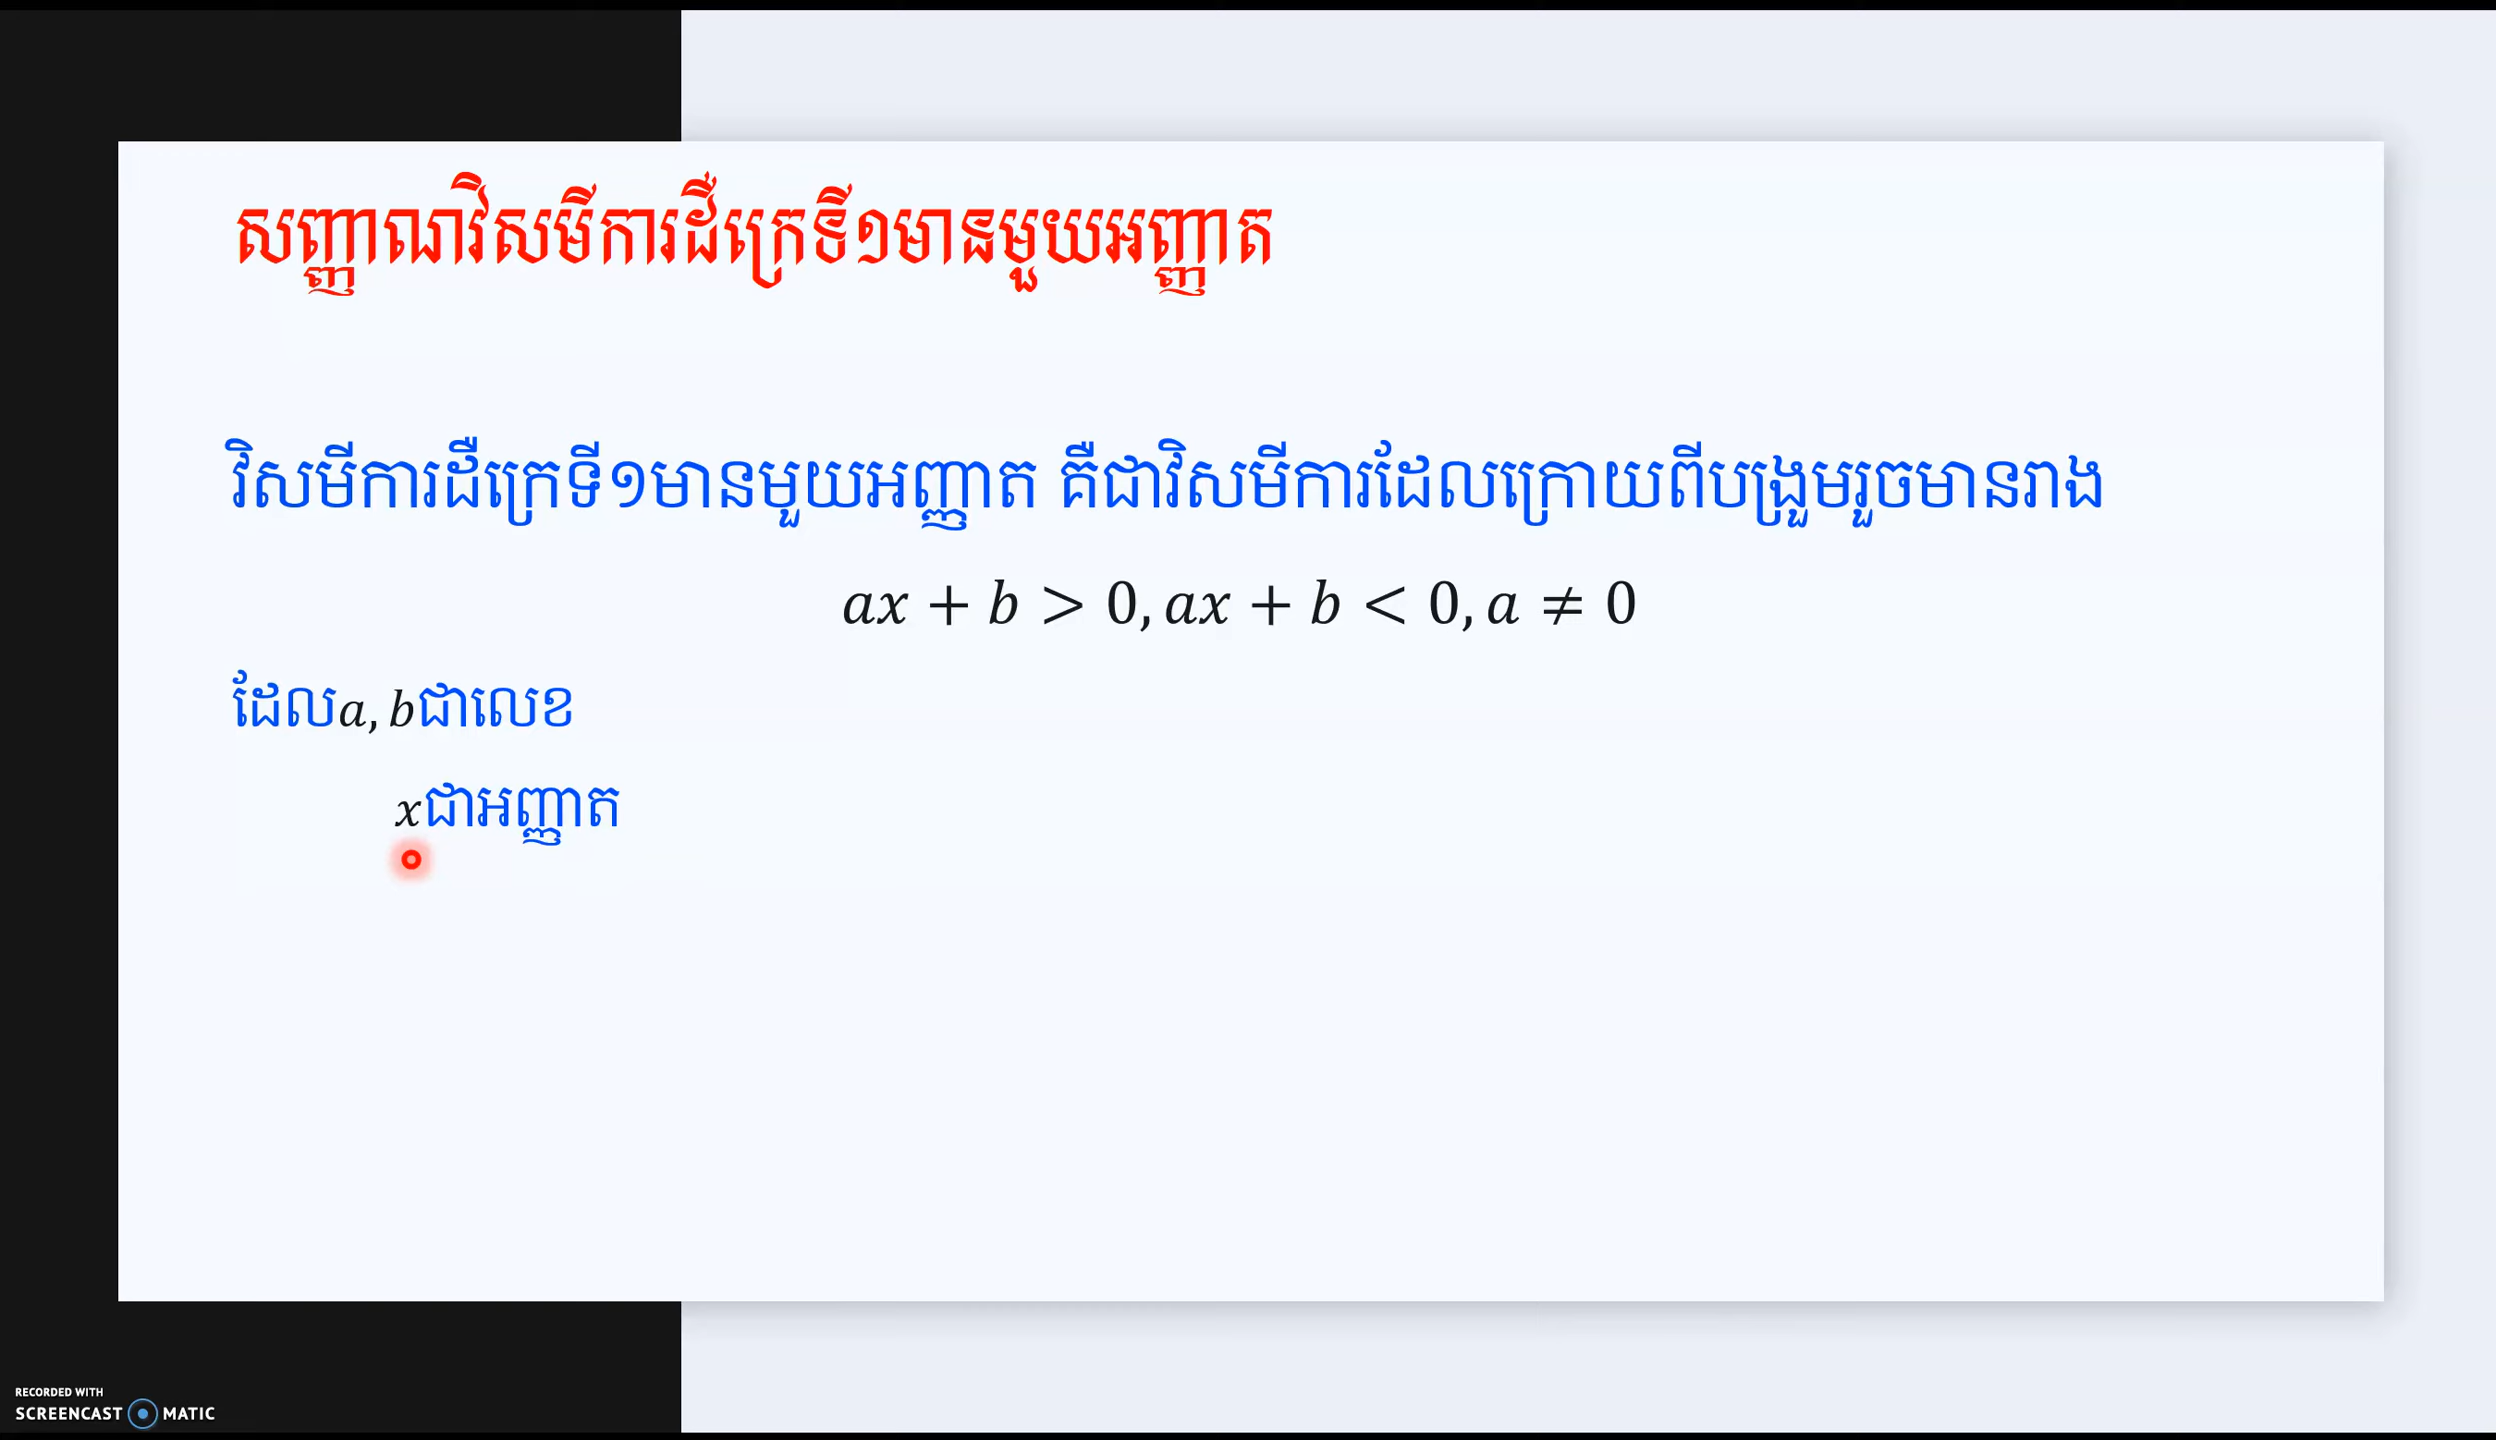 សញ្ញាណវិសមីការដឺក្រេទី១មានមួយអញ្ញាត
វិសមីការដឺក្រេទី១មានមួយអញ្ញាត គឺជាវិសមីការដែលក្រោយពីបង្រួមរួចមានរាង
ax + b > 0, ax + b < 0, a ≠ 0
ដែលa, bជាលេខ
xជាអញ្ញាត
RECORDED WITH
SCREENCAST MATIC